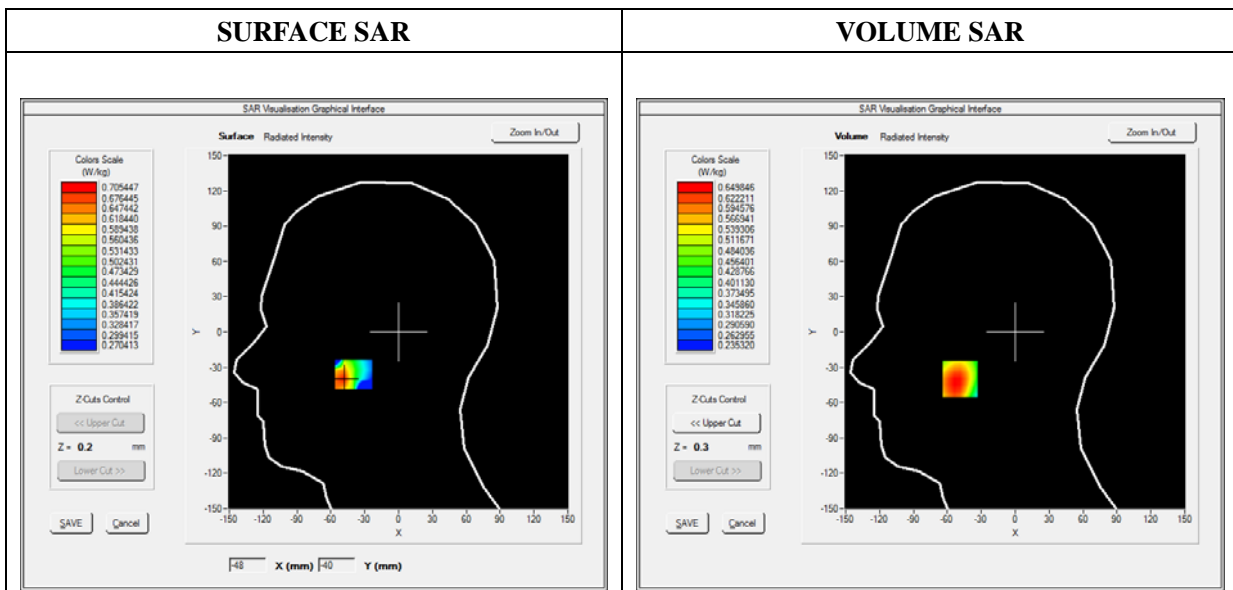 SURFACE SAR
VOLUME SAR
SAR Visualisation Graphical Interface
Surface Radiated Intensity
Zoom In/Out
Colors Scale
(W/kg)
0.705447
0.676445
0.647442
0.618440
0.589438
0.560436
0.531433
0.502431
0.473429
0.444426
0.415424
0.386422
0.357419
0.328417
0.299415
0.270413
Z-Cuts Control
<< Upper Cut
Z = 0.2 mm
Lower Cut >>
SAVE Cancel
150
120
90
60
30
0
-30
-60
-90
-120
-150
Y
-150 -120 -90 -60 -30 0 30 60 90 120 150
X
-48 X (mm) -40 Y (mm)
SAR Visualisation Graphical Interface
Volume Radiated Intensity
Zoom In/Out
Colors Scale
(W/kg)
0.649846
0.622211
0.594576
0.566941
0.539306
0.511671
0.484036
0.456401
0.428766
0.401130
0.373495
0.345860
0.318225
0.290590
0.262955
0.235320
Z-Cuts Control
<< Upper Cut
Z = 0.3 mm
Lower Cut >>
SAVE Cancel
150
120
90
60
30
0
-30
-60
-90
-120
-150
Y
-150 -120 -90 -60 -30 0 30 60 90 120 150
X